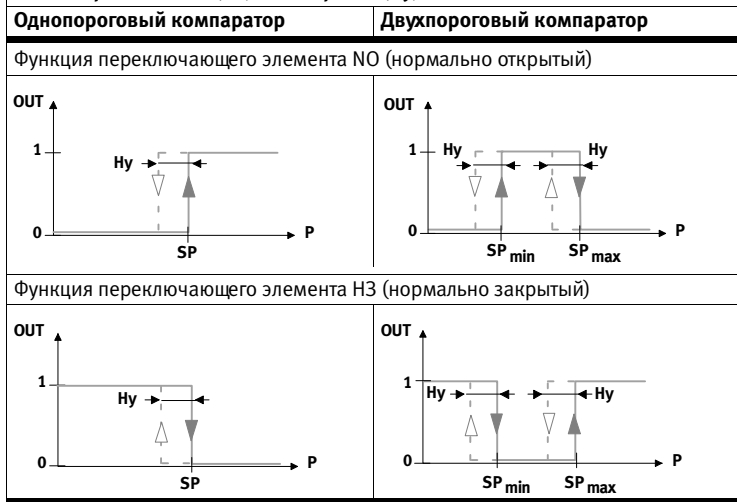 Однопороговый компаратор
Двухпороговый компаратор
Функция переключающего элемента NO (нормально открытый)
OUT
1
Hy
0
SP
P
OUT
1
Hy
Hy
0
SP min
SP max
P
Функция переключающего элемента НЗ (нормально закрытый)
OUT
1
Hy
0
SP
P
OUT
1
Hy
Hy
0
SP min
SP max
P